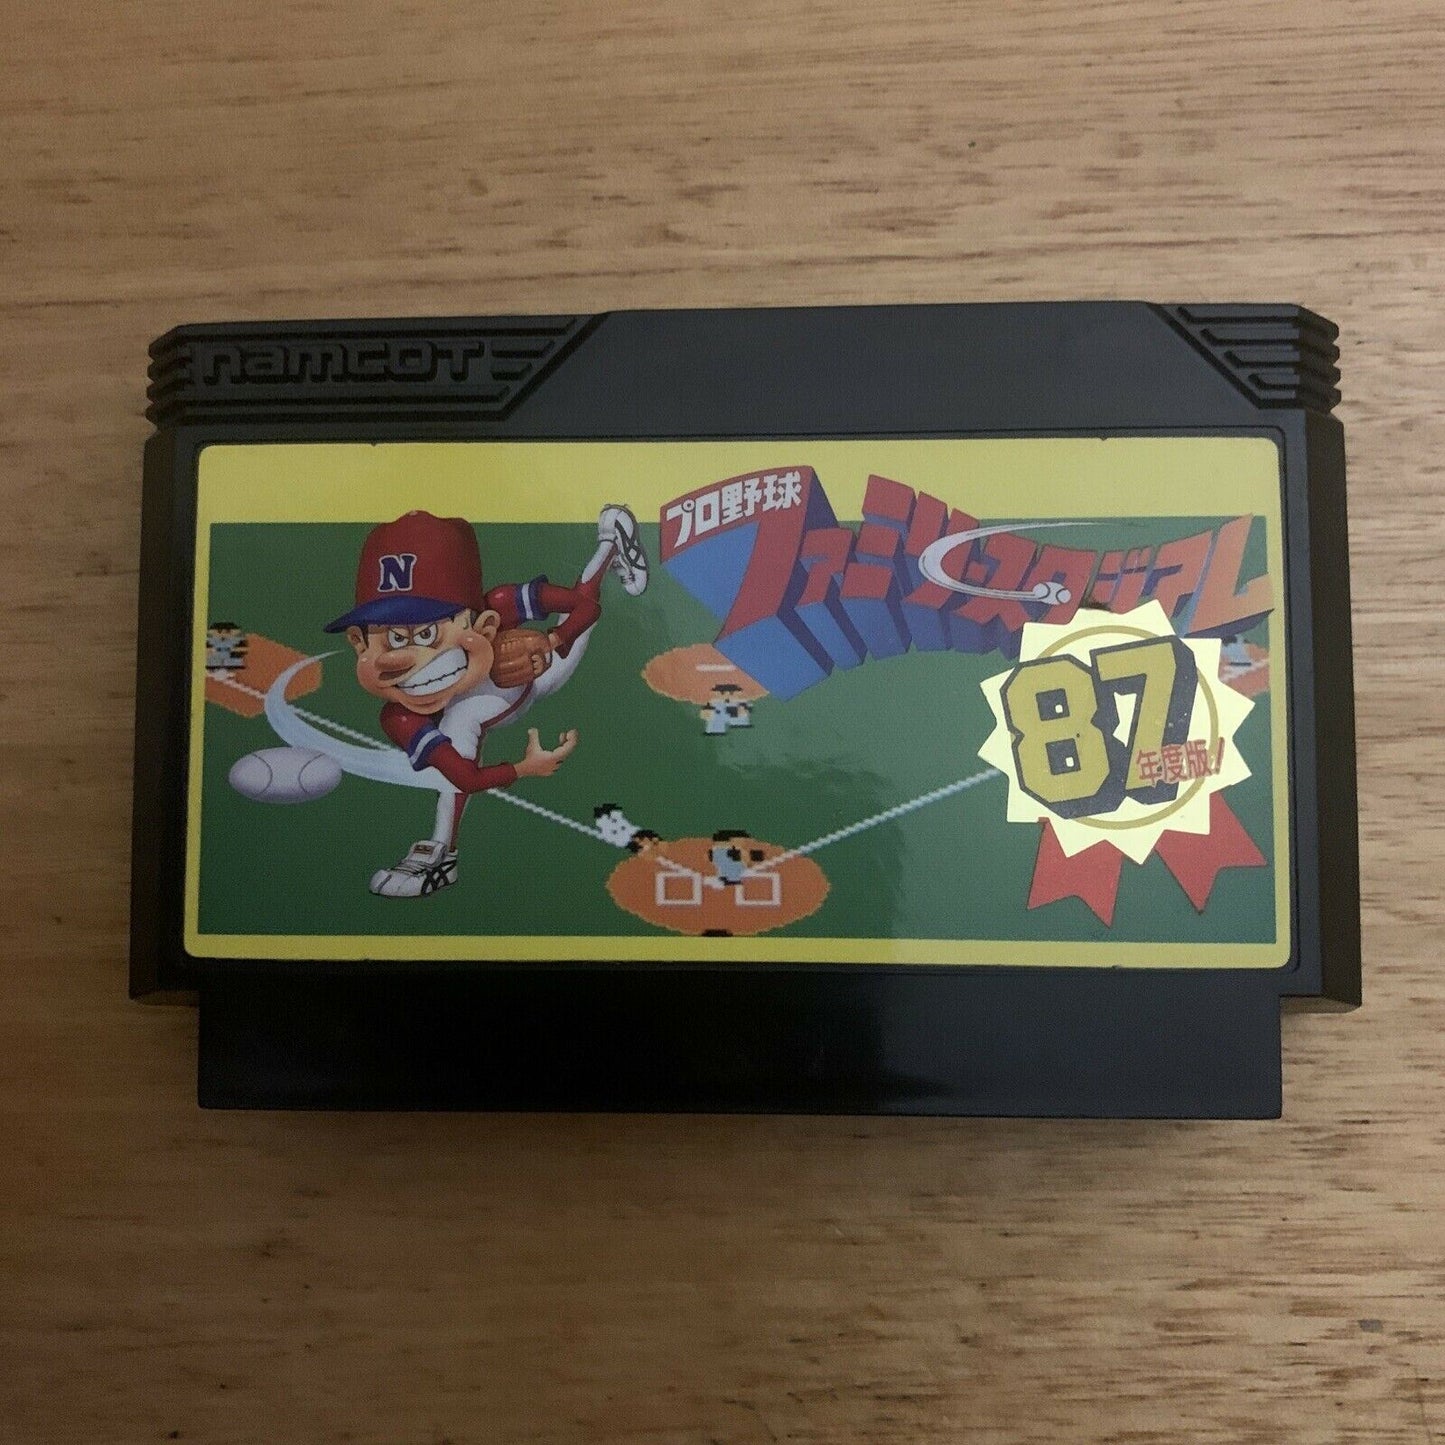 namcot
プロ野球
ファミリースタジアム
N
87
年度版!